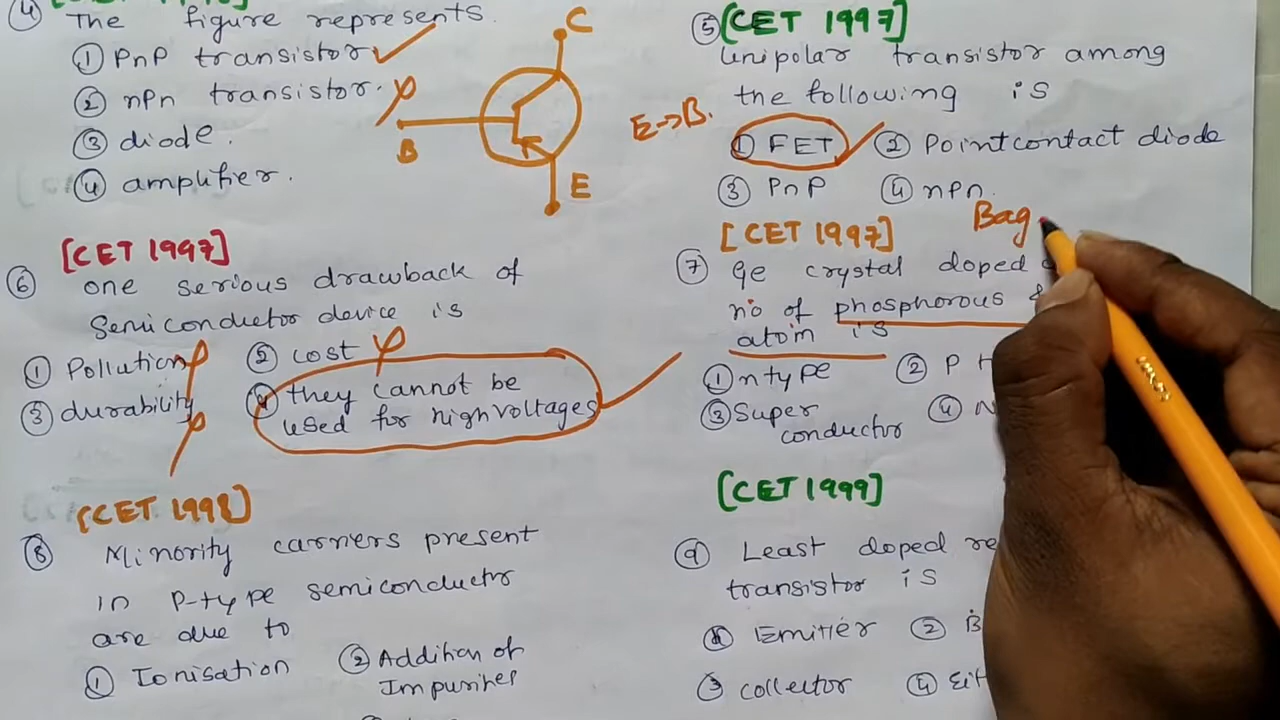 ④ The figure represents.
① PnP transistor
② nPn transistor.
③ diode.
④ amplifier.
C
B
E
⑤ [CET 1997]
Unipolar transistor among
the following is
E→B.
① FET ② Pointcontact diode
③ PnP ④ nPn.
[CET 1997]
⑥ one serious drawback of
Semiconductor device is
① Pollution ② cost
③ durability ④ they cannot be
used for high voltages
Bag
[CET 1997]
⑦ ge crystal doped
no of phosphorous &
atom is
① n type ② P
③ Super
conductor ④ N
[CET 1998]
⑧ Minority carriers present
in P-type semiconductor
are due to
① Ionisation ② Addition of
Impurities
[CET 1999]
⑨ Least doped re
transistor is
① Emitter ② B
③ collector ④ Eit